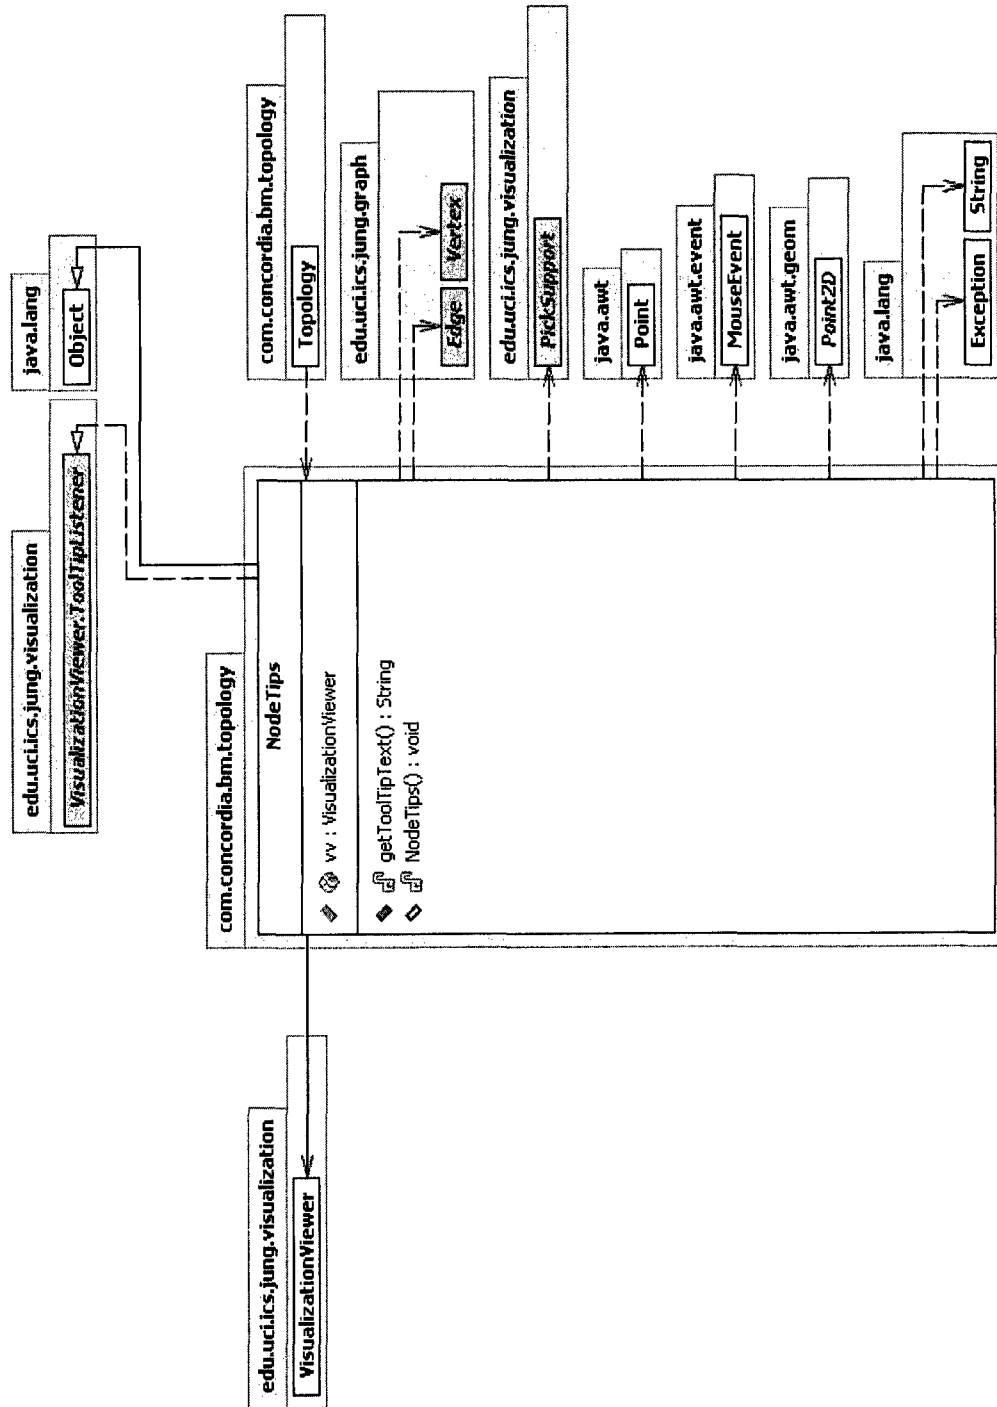 edu.uci.ics.jung.visualization
VisualizationViewer.ToolTipListener
java.lang
Object
com.concordia.bm.topology
NodeTips
vv : VisualizationViewer
getToolTipText() : String
NodeTips() : void
edu.uci.ics.jung.visualization
VisualizationViewer
com.concordia.bm.topology
Topology
edu.uci.ics.jung.graph
Edge
Vertex
edu.uci.ics.jung.visualization
PickSupport
java.awt
Point
java.awt.event
MouseEvent
java.awt.geom
Point2D
java.lang
Exception
String